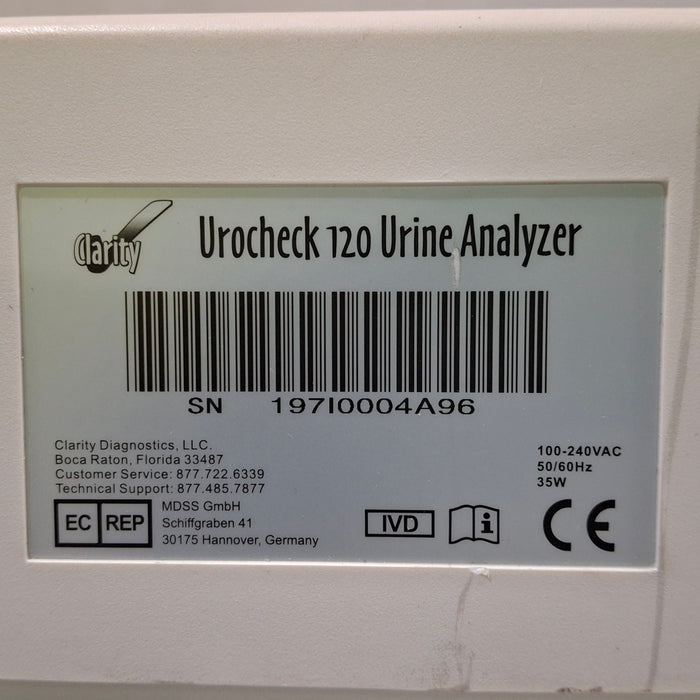 Clarity
Urocheck 120 Urine Analyzer
SN 197I0004A96
Clarity Diagnostics, LLC.
Boca Raton, Florida 33487
Customer Service: 877.722.6339
Technical Support: 877.485.7877
100-240VAC
50/60Hz
35W
EC REP
MDSS GmbH
Schiffgraben 41
30175 Hannover, Germany
IVD
i
CE